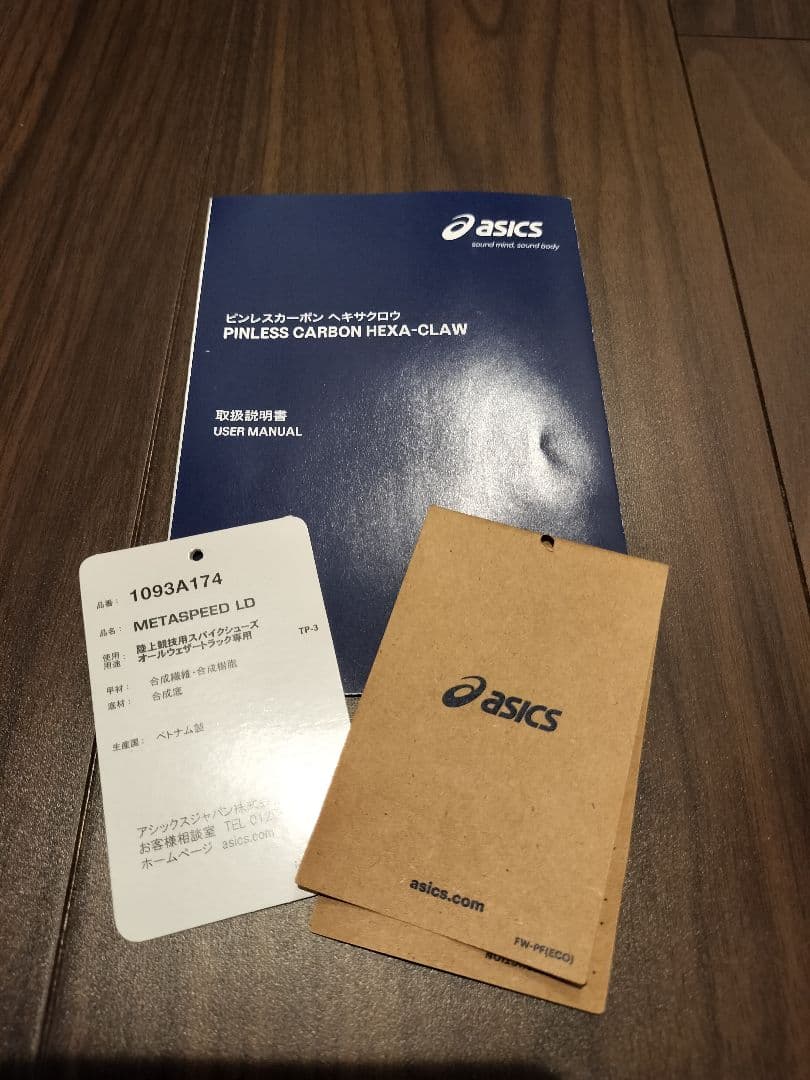 asics
sound mind, sound body
ピンレスカーボン ヘキサクロウ
PINLESS CARBON HEXA-CLAW
取扱説明書
USER MANUAL
品番： 1093A174
品名： METASPEED LD
使用用途： 陸上競技用スパイクシューズ
オールウェザートラック専用 TP-3
甲材： 合成繊維・合成樹脂
底材： 合成底
生産国： ベトナム製
アシックスジャパン株式
お客様相談室 TEL 012
ホームページ asics.com
asics
asics.com
FW-PF(ECO)